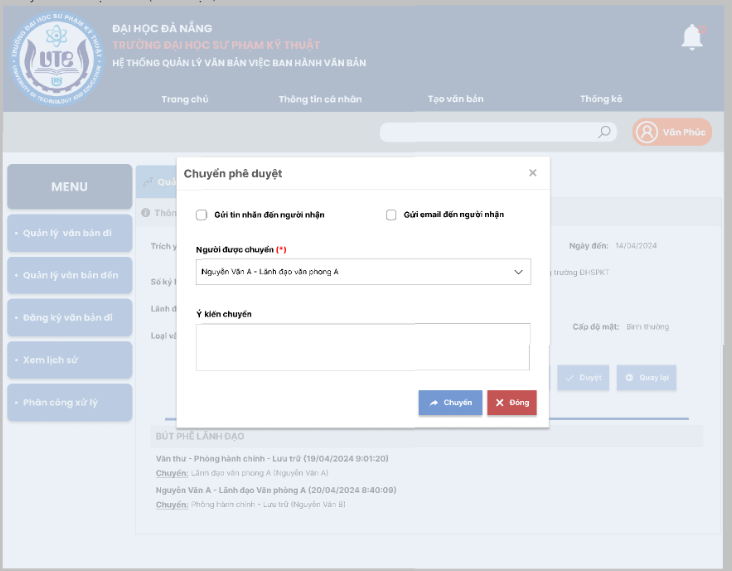 ĐẠI HỌC ĐÀ NẴNG
TRƯỜNG ĐẠI HỌC SƯ PHẠM KỸ THUẬT
HỆ THỐNG QUẢN LÝ VĂN BẢN VIỆC BAN HÀNH VĂN BẢN
UTE
Trang chủ Thông tin cá nhân Tạo văn bản Thống kê
Văn Phúc
MENU
• Quản lý văn bản đi
• Quản lý văn bản đến
• Đăng ký văn bản đi
• Xem lịch sử
• Phân công xử lý
Quả
Thôn
Trích y
Ngày đến: 14/04/2024
Số ký h
trường ĐHSPKT
Lãnh đ
Loại vă
Cấp độ mật: Bình thường
Duyệt Quay lại
Chuyển phê duyệt ×
Gửi tin nhắn đến người nhận Gửi email đến người nhận
Người được chuyển (*)
Nguyễn Văn A - Lãnh đạo văn phòng A
Ý kiến chuyển
Chuyển Đóng
BÚT PHÊ LÃNH ĐẠO
Văn thư - Phòng hành chính - Lưu trữ (19/04/2024 9:01:20)
Chuyển: Lãnh đạo văn phòng A (Nguyễn Văn A)
Nguyễn Văn A - Lãnh đạo Văn phòng A (20/04/2024 8:40:09)
Chuyển: Phòng hành chính - Lưu trữ (Nguyễn Văn B)